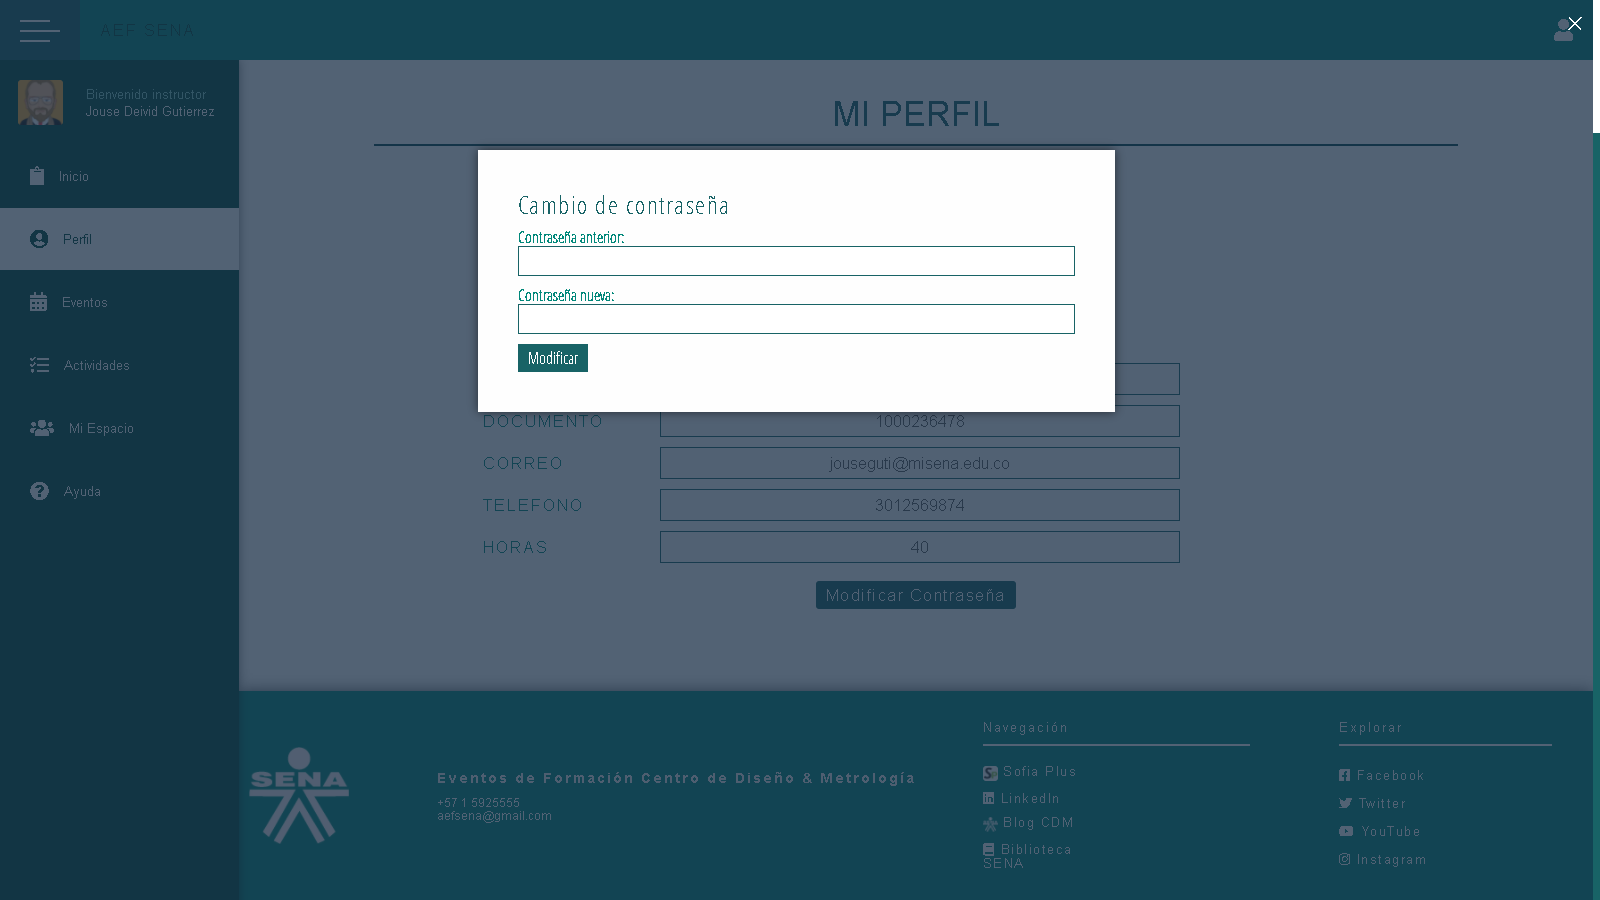 AEF SENA
Bienvenido instructor
Jouse Deivid Gutierrez
Inicio
Perfil
Eventos
Actividades
Mi Espacio
Ayuda
MI PERFIL
Cambio de contraseña
Contraseña anterior:
Contraseña nueva:
Modificar
DOCUMENTO 1000236478
CORREO jouseguti@misena.edu.co
TELEFONO 3012569874
HORAS 40
Modificar Contraseña
SENA
Eventos de Formación Centro de Diseño & Metrología
+57 1 5925555
aefsena@gmail.com
Navegación
Sofia Plus
LinkedIn
Blog CDM
Biblioteca
SENA
Explorar
Facebook
Twitter
YouTube
Instagram